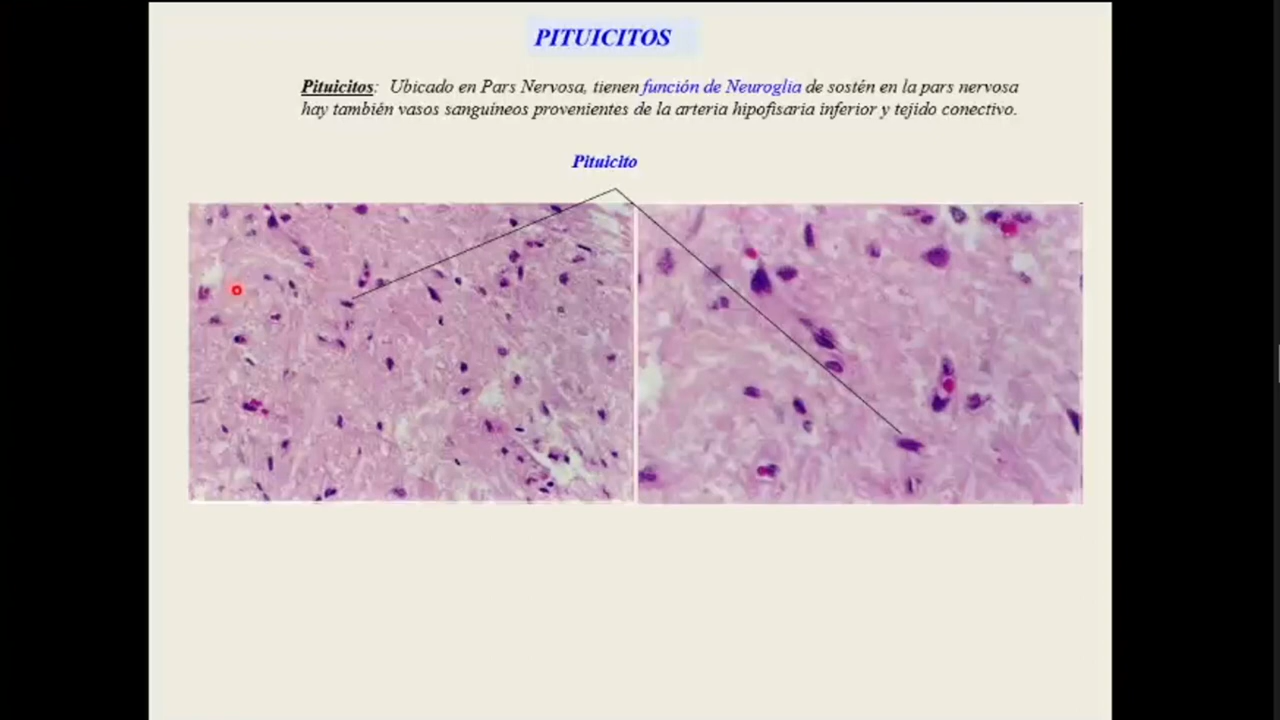 PITUICITOS
Pituicitos: Ubicado en Pars Nervosa, tienen función de Neuroglia de sostén en la pars nervosa
hay también vasos sanguíneos provenientes de la arteria hipofisaria inferior y tejido conectivo.
Pituicito